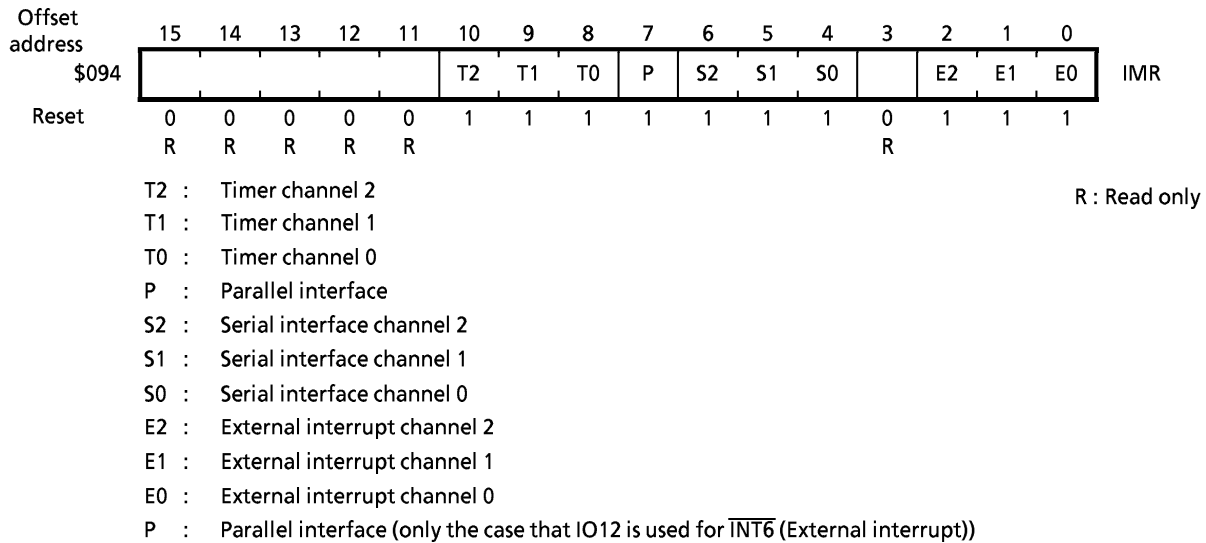 Offset
address
15 14 13 12 11 10 9 8 7 6 5 4 3 2 1 0
$094 T2 T1 T0 P S2 S1 S0 E2 E1 E0 IMR
Reset 0 0 0 0 0 1 1 1 1 1 1 1 0 1 1 1
R R R R R R
T2 : Timer channel 2
R : Read only
T1 : Timer channel 1
T0 : Timer channel 0
P : Parallel interface
S2 : Serial interface channel 2
S1 : Serial interface channel 1
S0 : Serial interface channel 0
E2 : External interrupt channel 2
E1 : External interrupt channel 1
E0 : External interrupt channel 0
P : Parallel interface (only the case that IO12 is used for I̅N̅T̅6̅ (External interrupt))